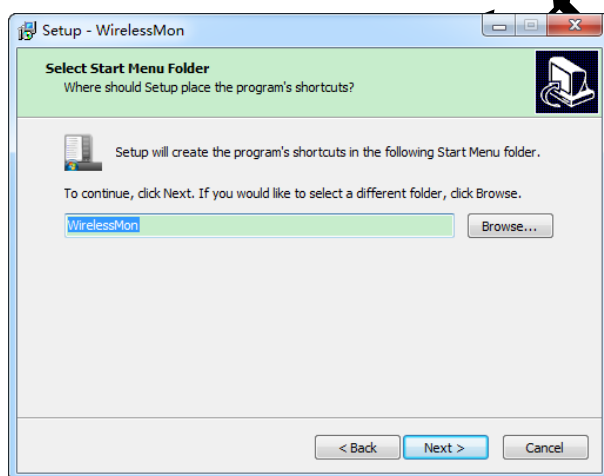 Setup - WirelessMon
Select Start Menu Folder
Where should Setup place the program's shortcuts?
Setup will create the program's shortcuts in the following Start Menu folder.
To continue, click Next. If you would like to select a different folder, click Browse.
WirelessMon
Browse...
< Back
Next >
Cancel